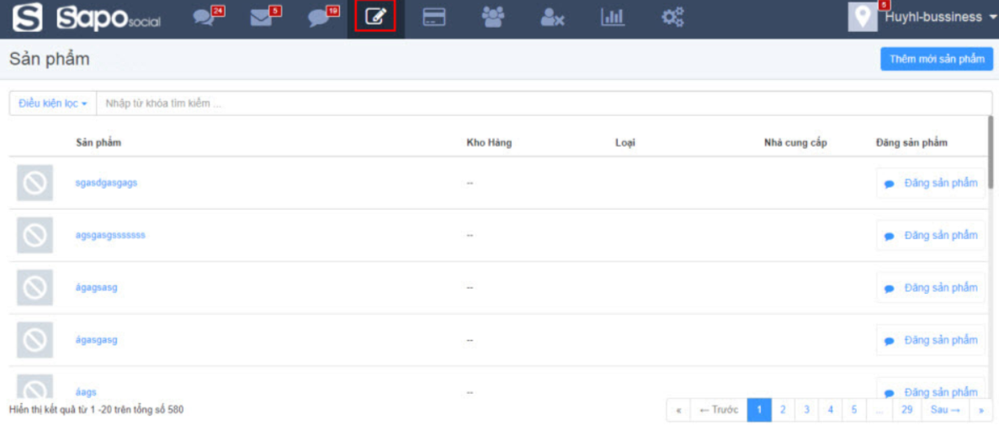 S Sapo social 24 5 19 5 Huyhl-bussiness
Sản phẩm Thêm mới sản phẩm
Điều kiện lọc Nhập từ khóa tìm kiếm ...
Sản phẩm Kho Hàng Loại Nhà cung cấp Đăng sản phẩm
sgasdgasgags -- Đăng sản phẩm
agsgasgsssssss -- Đăng sản phẩm
ágagsasg -- Đăng sản phẩm
ágasgasg -- Đăng sản phẩm
áags -- Đăng sản phẩm
Hiển thị kết quả từ 1 -20 trên tổng số 580 « ← Trước 1 2 3 4 5 ... 29 Sau → »